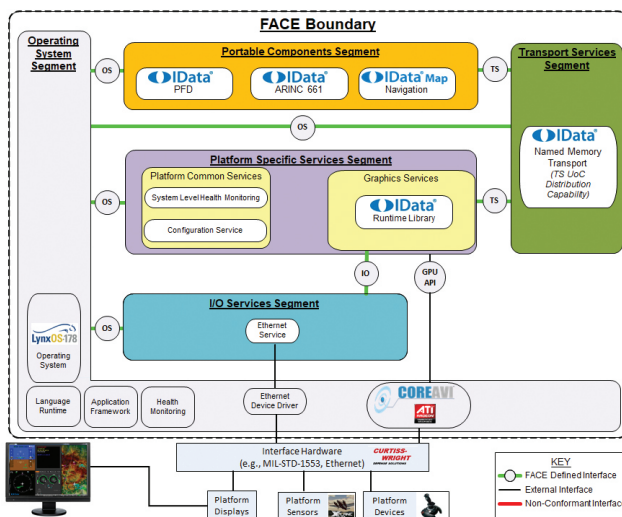 FACE Boundary
Operating
System
Segment
Portable Components Segment
IData®
PFD
IData®
ARINC 661
IData® Map
Navigation
Transport Services
Segment
OS
TS
OS
IData®
Named Memory
Transport
(TS UoC
Distribution
Capability)
Platform Specific Services Segment
Platform Common Services
System Level Health Monitoring
Configuration Service
Graphics Services
IData®
Runtime Library
OS
TS
IO
GPU
API
I/O Services Segment
Ethernet
Service
OS
LynxOS-178
Operating
System
Language
Runtime
Application
Framework
Health
Monitoring
Ethernet
Device Driver
COREAVI
ATI
Interface Hardware
(e.g., MIL-STD-1553, Ethernet)
CURTISS-
WRIGHT
Platform
Displays
Platform
Sensors
Platform
Devices
KEY
FACE Defined Interface
External Interface
Non-Conformant Interface